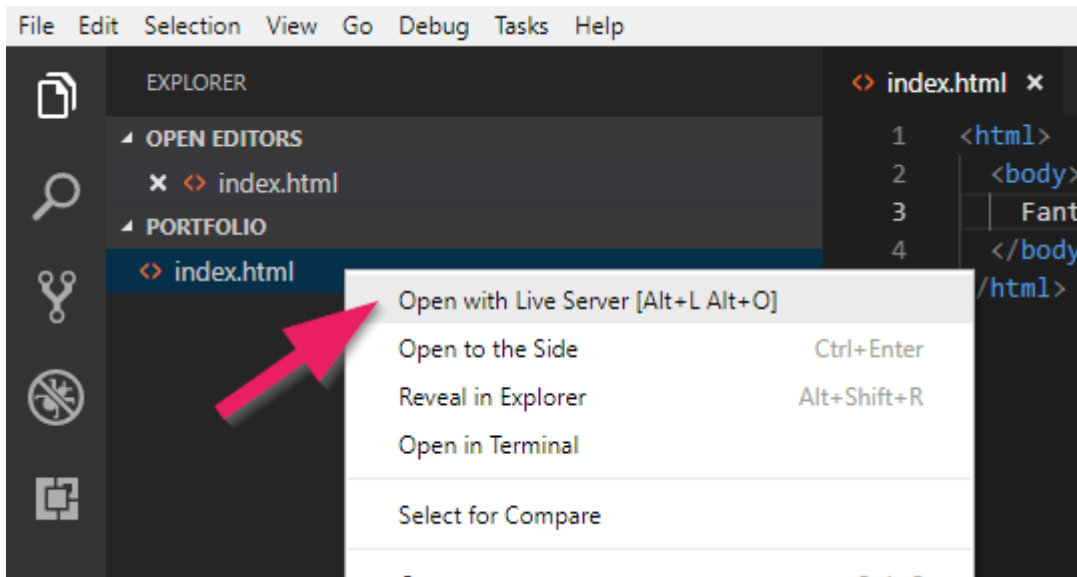 File Edit Selection View Go Debug Tasks Help
EXPLORER
OPEN EDITORS
index.html
PORTFOLIO
index.html
index.html
1 <html>
2 <body>
3 Fant
4 </body
/html>
Open with Live Server [Alt+L Alt+O]
Open to the Side Ctrl+Enter
Reveal in Explorer Alt+Shift+R
Open in Terminal
Select for Compare